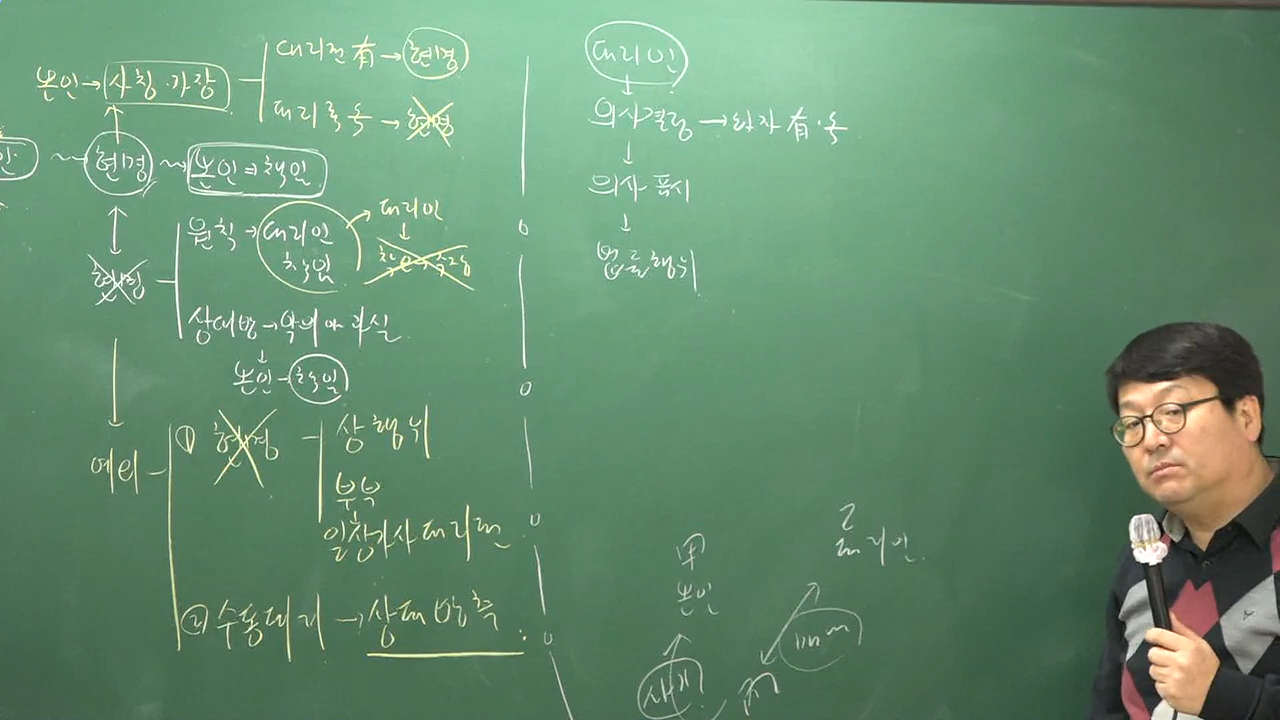 대리권 有 → 현명
본인 → 사칭·가장
대리목록 → 현명
인
현명 ~ 본인 ⇒ 책임
원칙 → 대리인 책임
→ 대리인
↓
상대방 → 악의 or 과실
↓
본인 → 책임
예외
① 현명 - 상행위
부부
일상가사 대리권
② 수동대리 → 상대방측
대리인
↓
의사결정 → 하자 有·無
↓
의사표시
↓
법률행위
甲
본인
乙
대리인
사기
丙